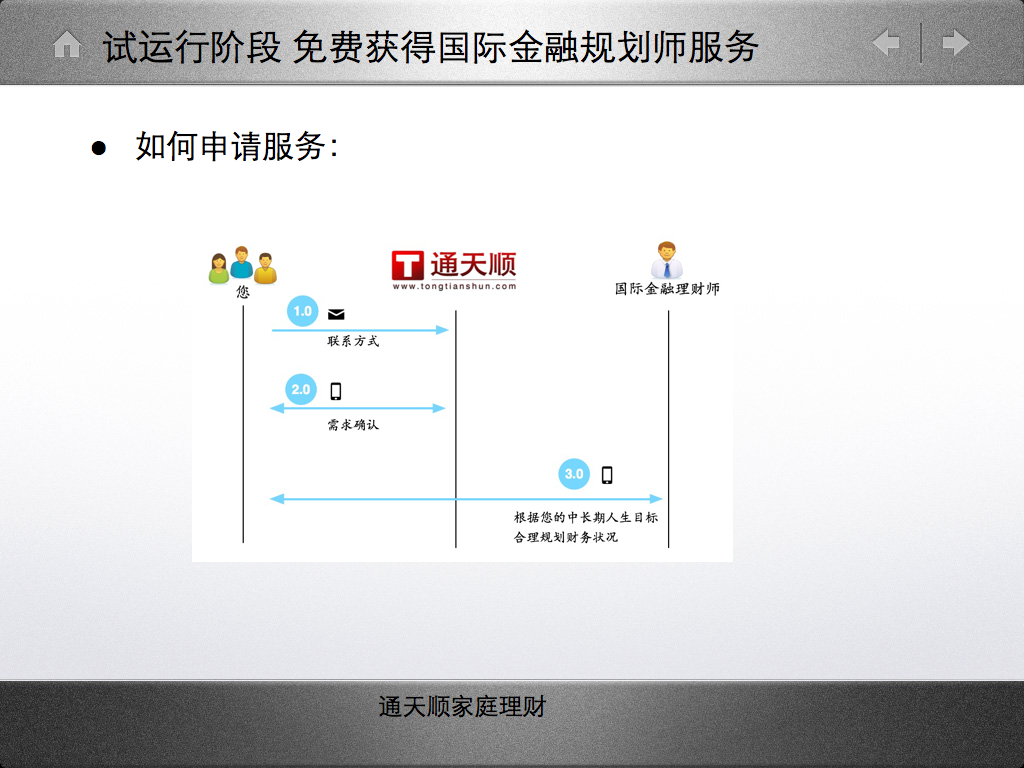 试运行阶段 免费获得国际金融规划师服务
● 如何申请服务：
您
T 通天顺
www.tongtianshun.com
国际金融理财师
1.0
联系方式
2.0
需求确认
3.0
根据您的中长期人生目标
合理规划财务状况
通天顺家庭理财